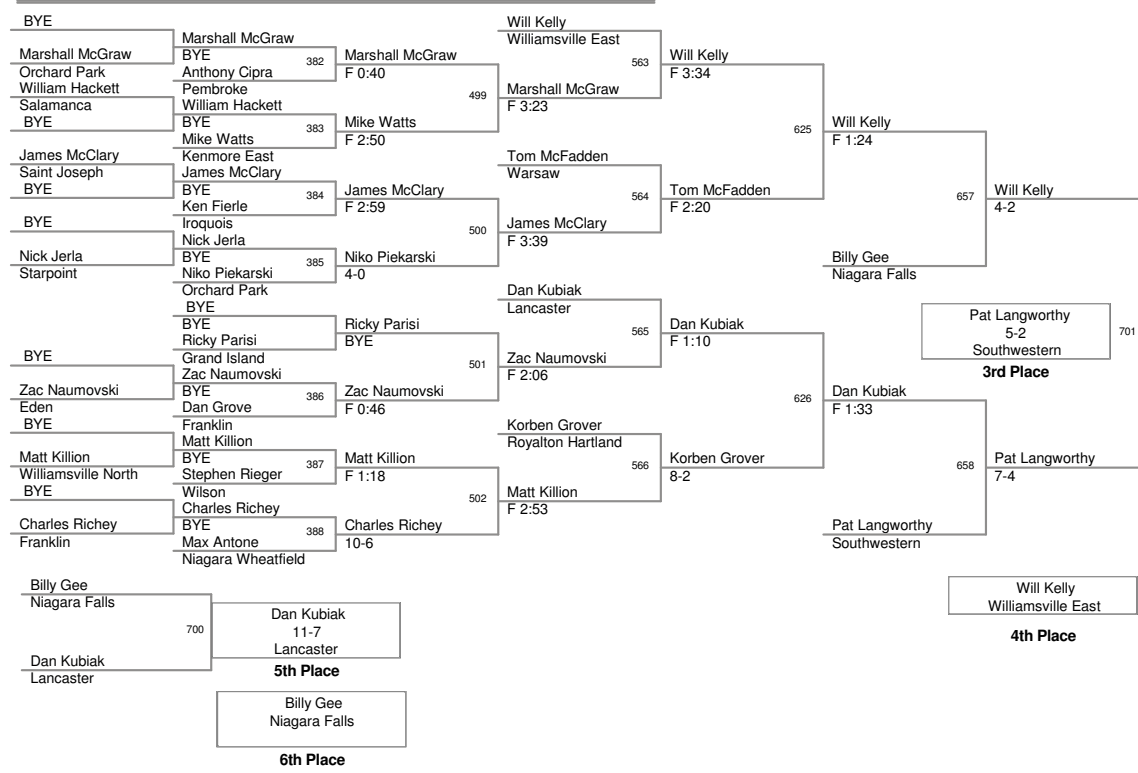 BYE
Marshall McGraw
Orchard Park
William Hackett
Salamanca
BYE
James McClary
Saint Joseph
BYE
BYE
Nick Jerla
Starpoint
BYE
Zac Naumovski
Eden
BYE
Matt Killion
Williamsville North
BYE
Charles Richey
Franklin
Marshall McGraw
BYE
382
Anthony Cipra
Pembroke
William Hackett
BYE
383
Mike Watts
Kenmore East
James McClary
BYE
384
Ken Fierle
Iroquois
Nick Jerla
BYE
385
Niko Piekarski
Orchard Park
BYE
BYE
Ricky Parisi
Grand Island
Zac Naumovski
BYE
386
Dan Grove
Franklin
Matt Killion
BYE
387
Stephen Rieger
Wilson
Charles Richey
BYE
388
Max Antone
Niagara Wheatfield
Marshall McGraw
F 0:40
499
Mike Watts
F 2:50
James McClary
F 2:59
500
Niko Piekarski
4-0
Ricky Parisi
BYE
501
Zac Naumovski
F 0:46
Matt Killion
F 1:18
502
Charles Richey
10-6
Will Kelly
Williamsville East
563
Marshall McGraw
F 3:23
Tom McFadden
Warsaw
564
James McClary
F 3:39
Dan Kubiak
Lancaster
565
Zac Naumovski
F 2:06
Korben Grover
Royalton Hartland
566
Matt Killion
F 2:53
Will Kelly
F 3:34
625
Tom McFadden
F 2:20
Dan Kubiak
F 1:10
626
Korben Grover
8-2
Will Kelly
F 1:24
657
Billy Gee
Niagara Falls
Dan Kubiak
F 1:33
658
Pat Langworthy
Southwestern
Will Kelly
4-2
Pat Langworthy
5-2
Southwestern
701
3rd Place
Pat Langworthy
7-4
Will Kelly
Williamsville East
4th Place
Billy Gee
Niagara Falls
700
Dan Kubiak
Lancaster
Dan Kubiak
11-7
Lancaster
5th Place
Billy Gee
Niagara Falls
6th Place